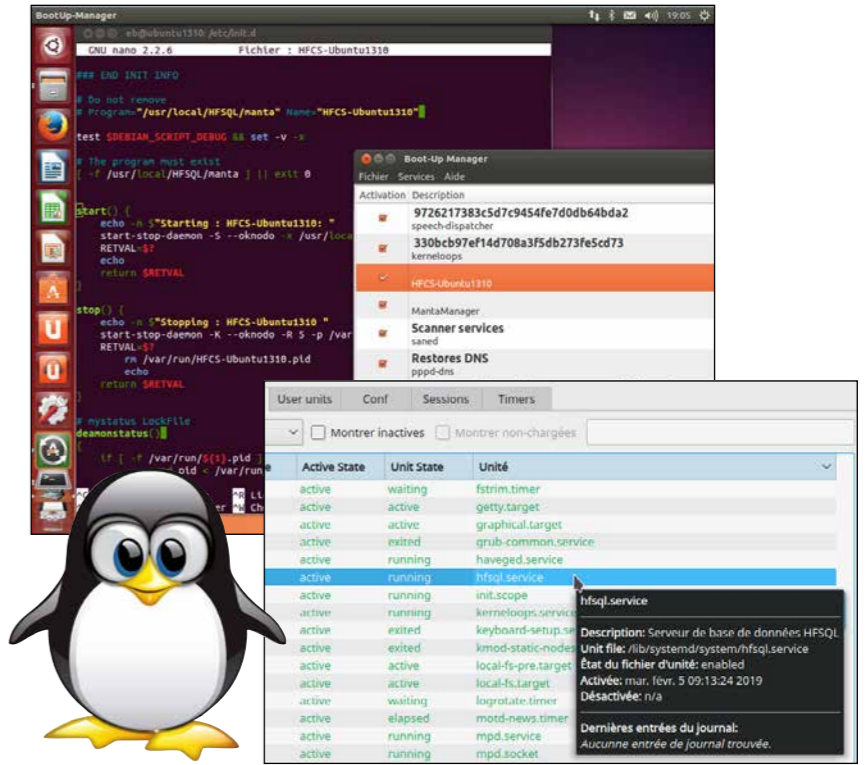 BootUp-Manager
19:05
eb@ubuntu1310: /etc/init.d
GNU nano 2.2.6 Fichier : HFCS-Ubuntu1310
### END INIT INFO
# Do not remove
# Program="/usr/local/HFSQL/manta" Name="HFCS-Ubuntu1310"
test $DEBIAN_SCRIPT_DEBUG && set -v -x
# The program must exist
[ -f /usr/local/HFSQL/manta ] || exit 0
start() {
echo -n $"Starting : HFCS-Ubuntu1310: "
start-stop-daemon -S --oknodo -x /usr/loca
RETVAL=$?
echo
return $RETVAL
}
stop() {
echo -n $"Stopping : HFCS-Ubuntu1310 "
start-stop-daemon -K --oknodo -R 5 -p /var
RETVAL=$?
rm /var/run/HFCS-Ubuntu1310.pid
echo
return $RETVAL
}
# mystatus LockFile
deamonstatus()
{
if [ -f /var/run/${1}.pid ]
pid < /var/run
^R Li
^W Che
Boot-Up Manager
Fichier Services Aide
Activation Description
9726217383c5d7c9454fe7d0db64bda2
speech-dispatcher
330bcb97ef14d708a3f5db273fe5cd73
kerneloops
HFCS-Ubuntu1310
MantaManager
Scanner services
saned
Restores DNS
pppd-dns
User units Conf Sessions Timers
Montrer inactives Montrer non-chargées
e Active State Unit State Unité
active waiting fstrim.timer
active active getty.target
active active graphical.target
active exited grub-common.service
active running haveged.service
active running hfsql.service
active running init.scope
active running kerneloops.service
active exited keyboard-setup.se
active exited kmod-static-nodes
active active local-fs-pre.target
active active local-fs.target
active waiting logrotate.timer
active elapsed motd-news.timer
active running mpd.service
active running mpd.socket
hfsql.service
Description: Serveur de base de données HFSQL
Unit file: /lib/systemd/system/hfsql.service
État du fichier d'unité: enabled
Activée: mar. févr. 5 09:13:24 2019
Désactivée: n/a
Dernières entrées du journal:
Aucunne entrée de journal trouvée.